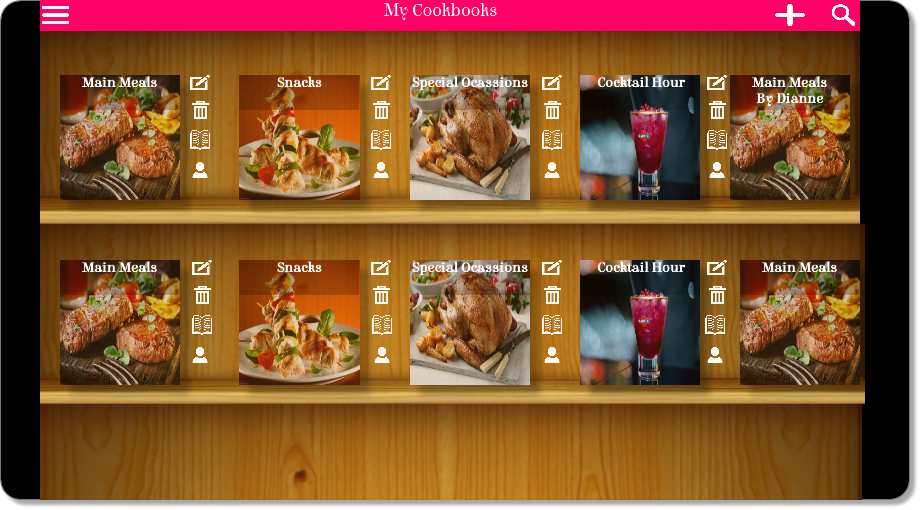 My Cookbooks
Main Meals
Snacks
Special Ocassions
Cocktail Hour
Main Meals
By Dianne
Main Meals
Snacks
Special Ocassions
Cocktail Hour
Main Meals